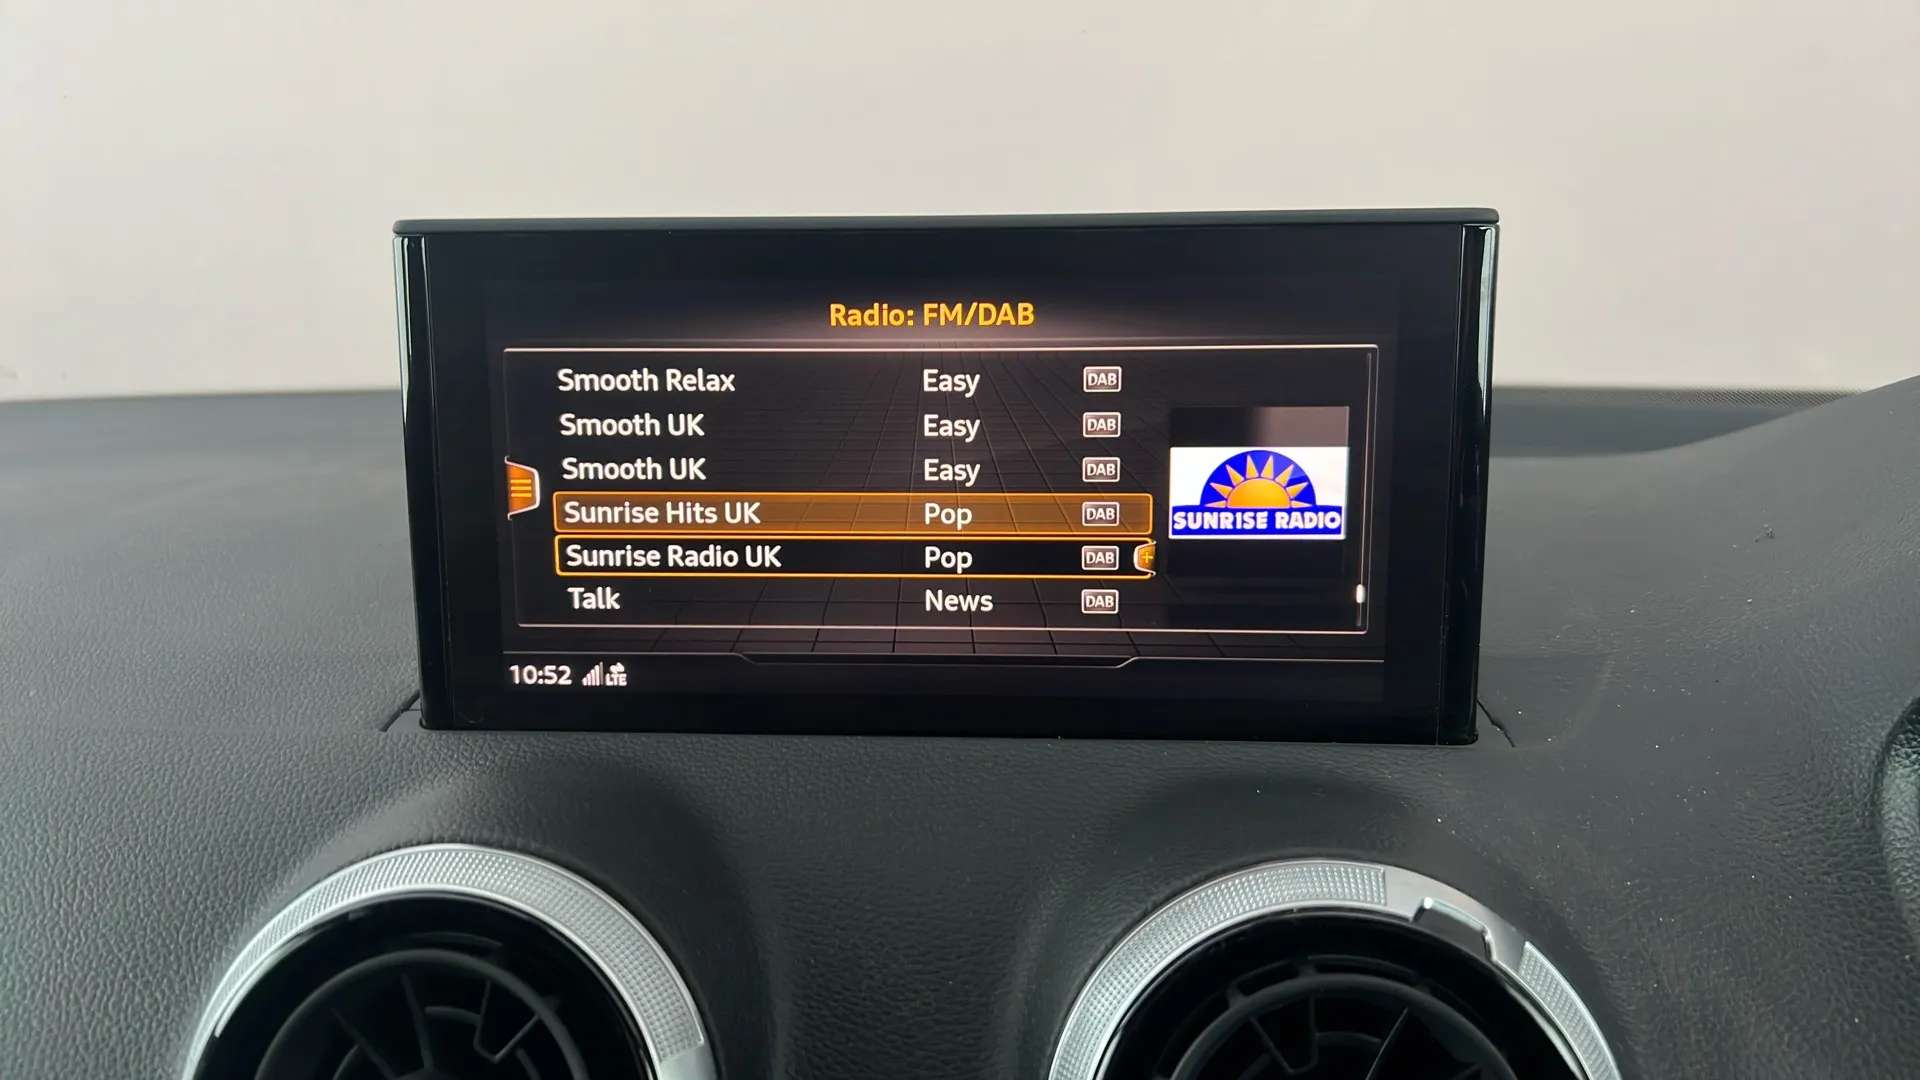 Radio: FM/DAB
Smooth Relax Easy DAB
Smooth UK Easy DAB
Smooth UK Easy DAB
Sunrise Hits UK Pop DAB
SUNRISE RADIO
Sunrise Radio UK Pop DAB +
Talk News DAB
10:52 LTE